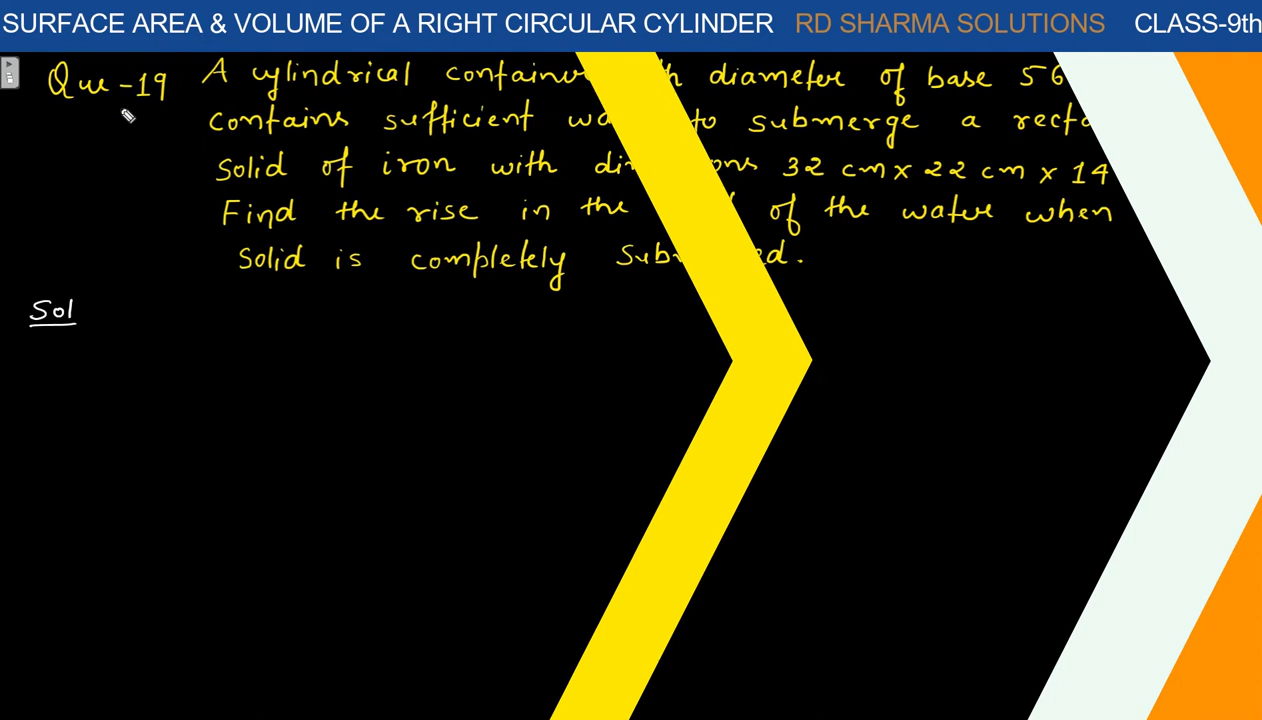 SURFACE AREA & VOLUME OF A RIGHT CIRCULAR CYLINDER RD SHARMA SOLUTIONS CLASS-9th
Que-19 A cylindrical diameter of base 56
contains sufficient to submerge a
Solid of iron with 32 cm x 22 cm x 14
Find the rise in the of the water when
Solid is completely
Sol